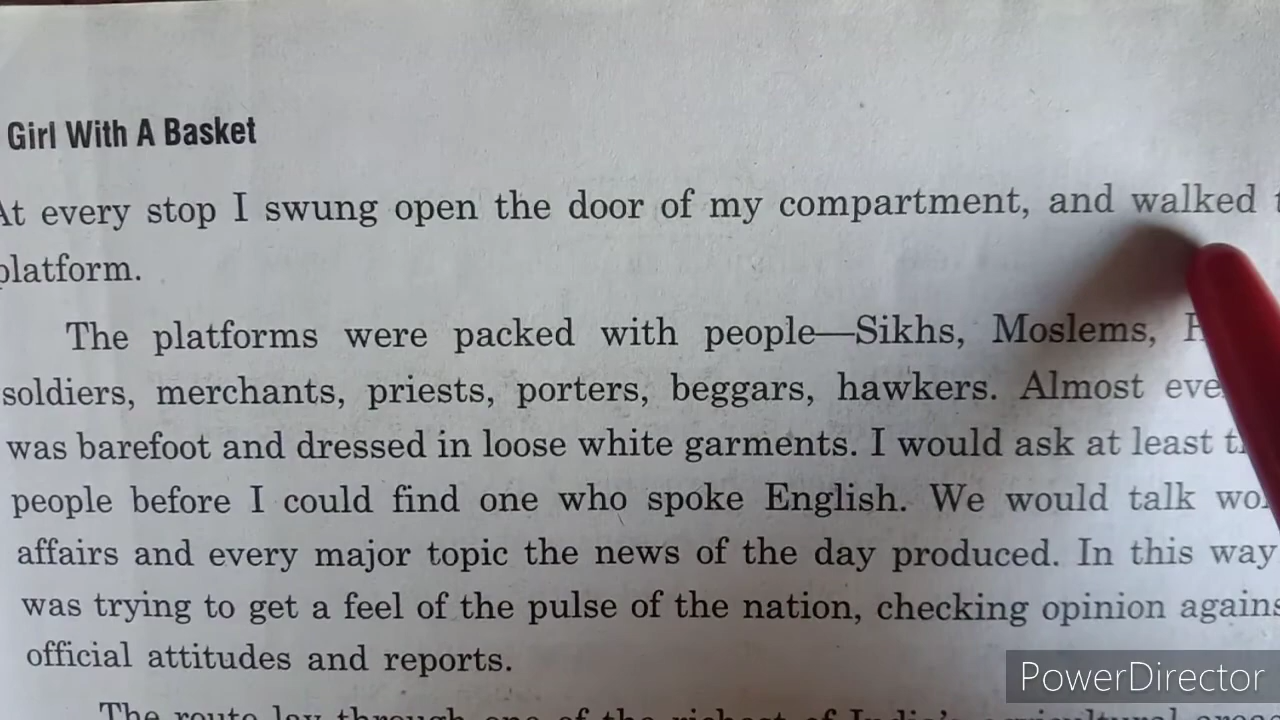 Girl With A Basket
At every stop I swung open the door of my compartment, and walked
platform.
The platforms were packed with people—Sikhs, Moslems,
soldiers, merchants, priests, porters, beggars, hawkers. Almost
was barefoot and dressed in loose white garments. I would ask at least
people before I could find one who spoke English. We would talk
affairs and every major topic the news of the day produced. In this way
was trying to get a feel of the pulse of the nation, checking opinion
official attitudes and reports.
The route lay through one of the richest of India's agricultural
PowerDirector